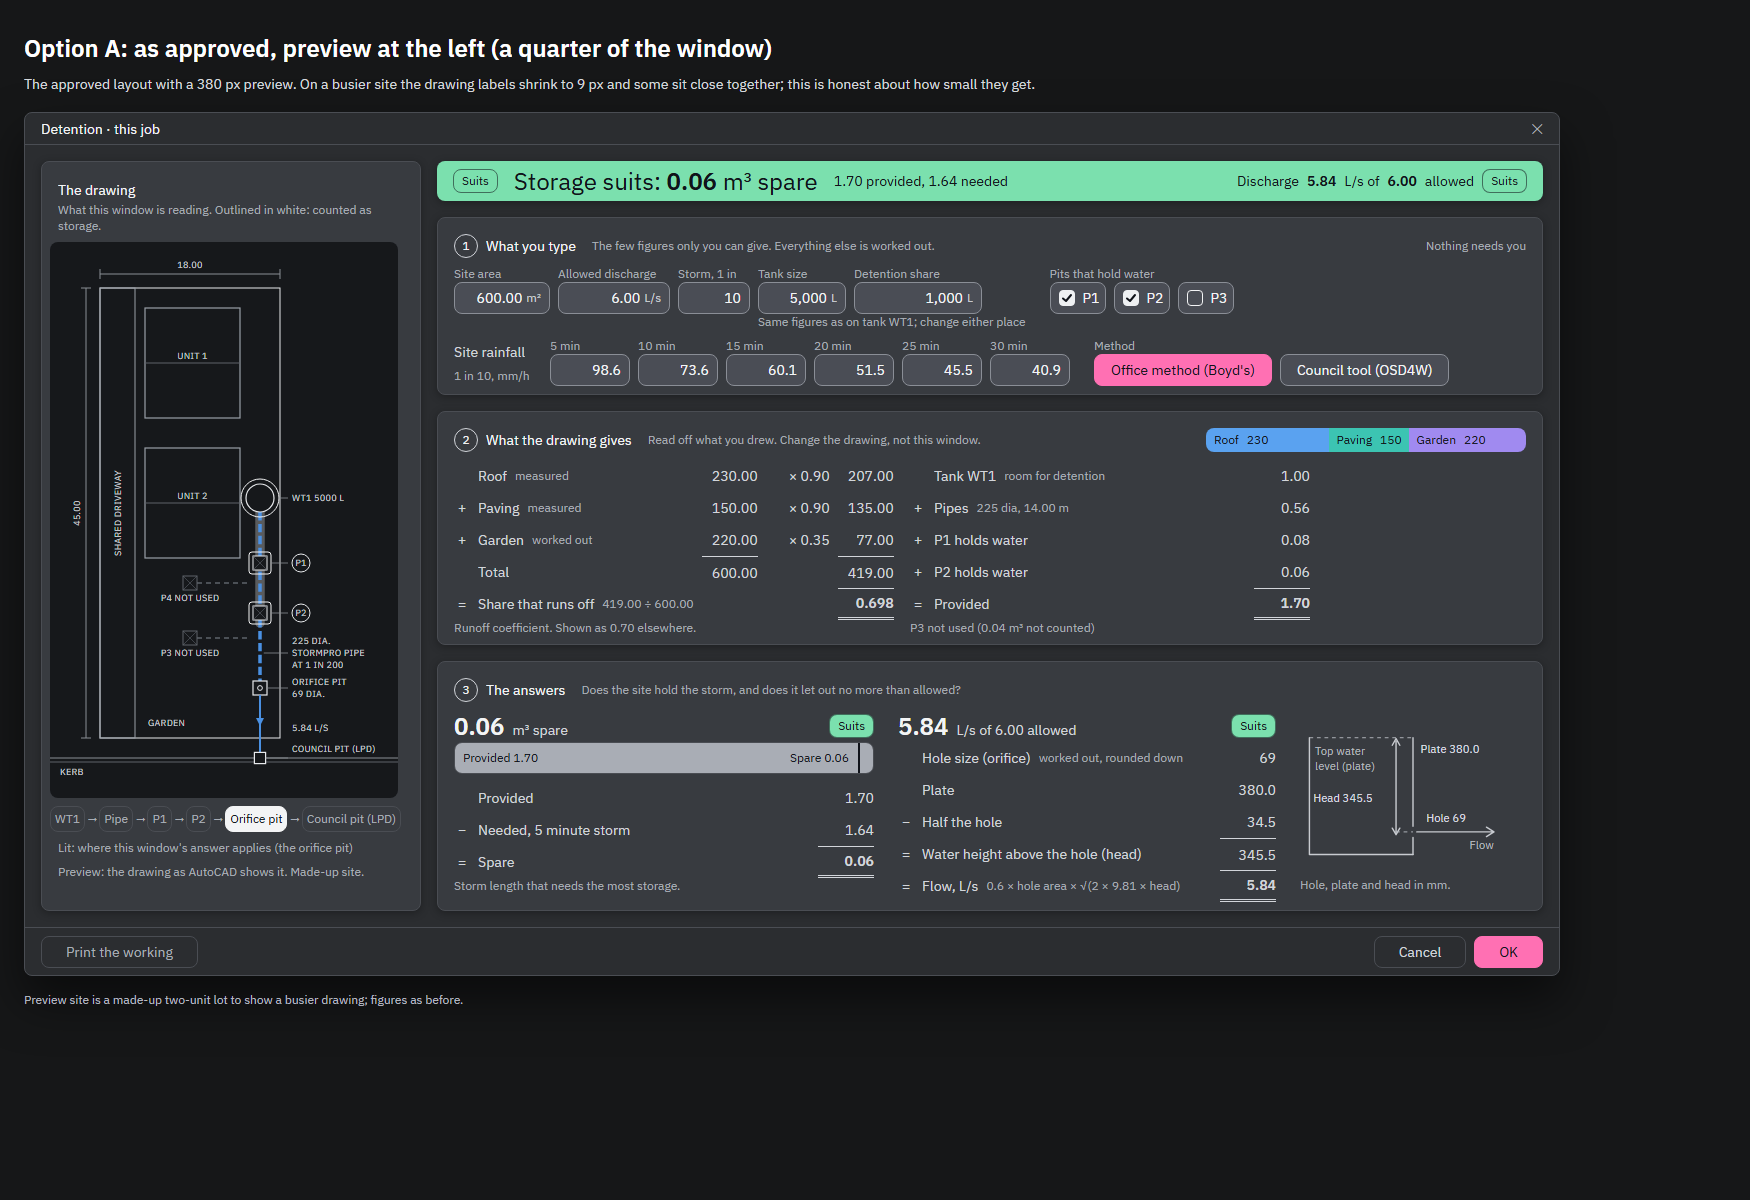 Option A: as approved, preview at the left (a quarter of the window)
The approved layout with a 380 px preview. On a busier site the drawing labels shrink to 9 px and some sit close together; this is honest about how small they get.
Detention · this job
The drawing
What this window is reading. Outlined in white: counted as
storage.
18.00
45.00
SHARED DRIVEWAY
UNIT 1
UNIT 2
WT1 5000 L
P1
P4 NOT USED
P2
P3 NOT USED
225 DIA.
STORMPRO PIPE
AT 1 IN 200
ORIFICE PIT
69 DIA.
GARDEN
5.84 L/S
COUNCIL PIT (LPD)
KERB
WT1 → Pipe → P1 → P2 → Orifice pit → Council pit (LPD)
Lit: where this window's answer applies (the orifice pit)
Preview: the drawing as AutoCAD shows it. Made-up site.
Suits Storage suits: 0.06 m³ spare 1.70 provided, 1.64 needed Discharge 5.84 L/s of 6.00 allowed Suits
1 What you type The few figures only you can give. Everything else is worked out. Nothing needs you
Site area Allowed discharge Storm, 1 in Tank size Detention share Pits that hold water
600.00 m² 6.00 L/s 10 5,000 L 1,000 L P1 P2 P3
Same figures as on tank WT1; change either place
Site rainfall 5 min 10 min 15 min 20 min 25 min 30 min Method
1 in 10, mm/h 98.6 73.6 60.1 51.5 45.5 40.9 Office method (Boyd's) Council tool (OSD4W)
2 What the drawing gives Read off what you drew. Change the drawing, not this window. Roof 230 Paving 150 Garden 220
Roof measured 230.00 × 0.90 207.00 Tank WT1 room for detention 1.00
+ Paving measured 150.00 × 0.90 135.00 + Pipes 225 dia, 14.00 m 0.56
+ Garden worked out 220.00 × 0.35 77.00 + P1 holds water 0.08
Total 600.00 419.00 + P2 holds water 0.06
= Share that runs off 419.00 ÷ 600.00 0.698 = Provided 1.70
Runoff coefficient. Shown as 0.70 elsewhere. P3 not used (0.04 m³ not counted)
3 The answers Does the site hold the storm, and does it let out no more than allowed?
0.06 m³ spare Suits
Provided 1.70 Spare 0.06
Provided 1.70
− Needed, 5 minute storm 1.64
= Spare 0.06
Storm length that needs the most storage.
5.84 L/s of 6.00 allowed Suits
Hole size (orifice) worked out, rounded down 69
Plate 380.0
− Half the hole 34.5
= Water height above the hole (head) 345.5
= Flow, L/s 0.6 × hole area × √(2 × 9.81 × head) 5.84
Top water
level (plate)
Plate 380.0
Head 345.5
Hole 69
Flow
Hole, plate and head in mm.
Print the working Cancel OK
Preview site is a made-up two-unit lot to show a busier drawing; figures as before.